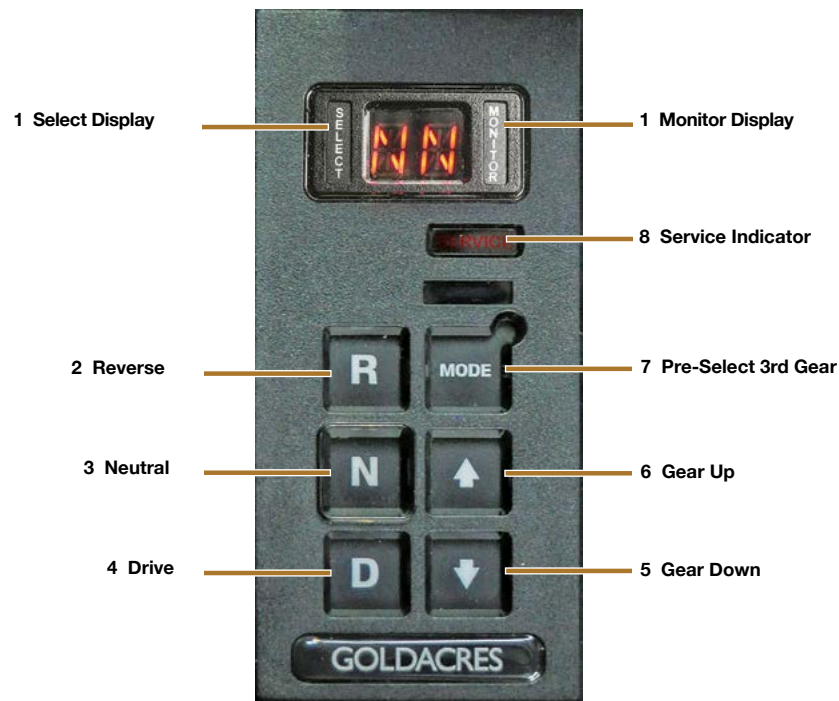 1 Select Display
SELECT
NN
MONITOR
1 Monitor Display
SERVICE
8 Service Indicator
2 Reverse
R
MODE
7 Pre-Select 3rd Gear
3 Neutral
N
6 Gear Up
4 Drive
D
5 Gear Down
GOLDACRES